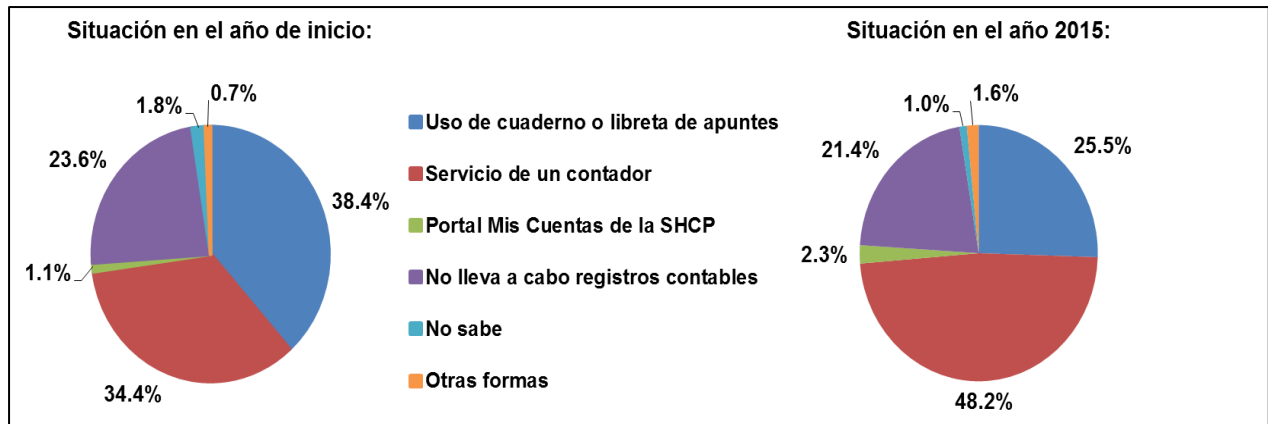 Situación en el año de inicio:
0.7%
1.8%
23.6%
38.4%
1.1%
34.4%
Uso de cuaderno o libreta de apuntes
Servicio de un contador
Portal Mis Cuentas de la SHCP
No lleva a cabo registros contables
No sabe
Otras formas
Situación en el año 2015:
1.6%
1.0%
25.5%
21.4%
2.3%
48.2%